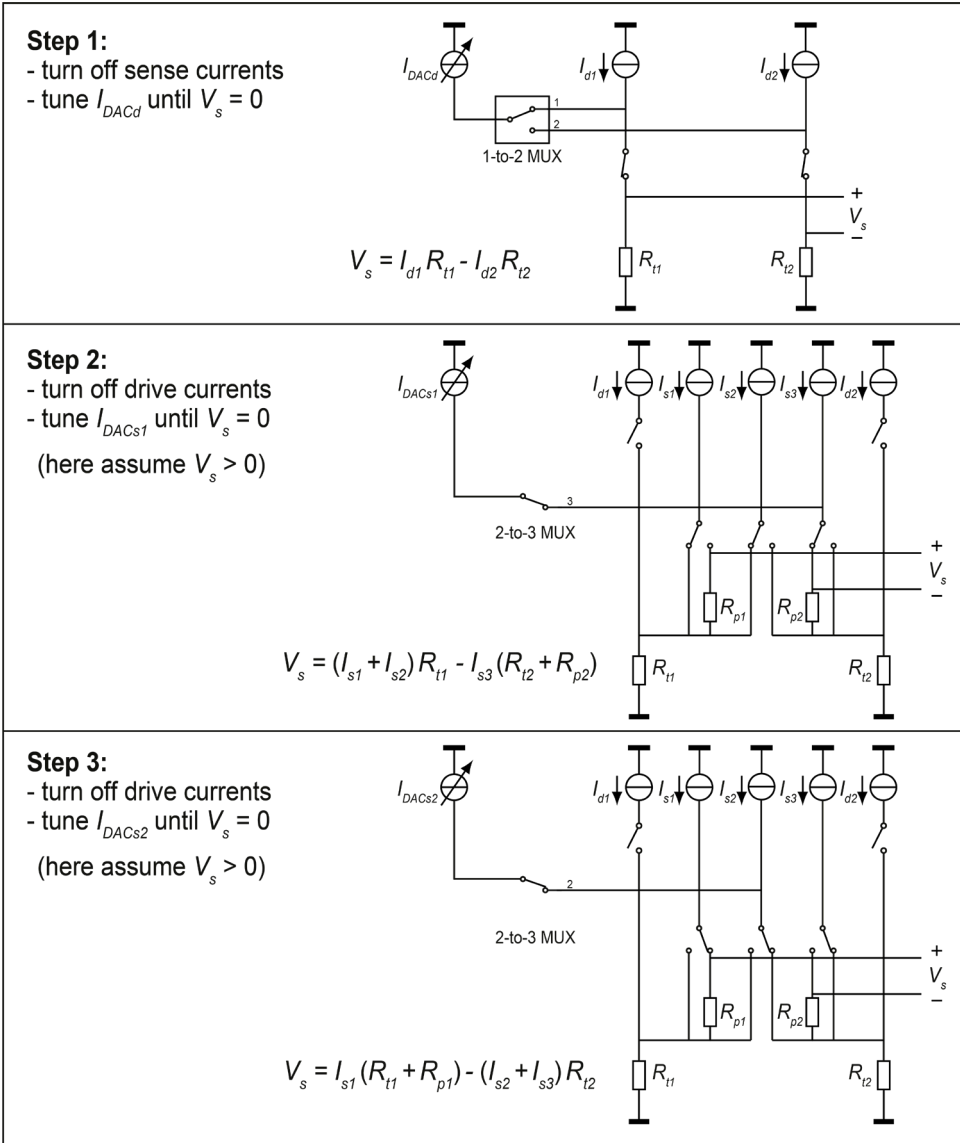 Step 1:
- turn off sense currents
- tune I_DACd until V_s = 0
I_DACd
I_d1
I_d2
1
2
1-to-2 MUX
+
V_s
−
R_t1
R_t2
V_s = I_d1 R_t1 - I_d2 R_t2
Step 2:
- turn off drive currents
- tune I_DACs1 until V_s = 0
(here assume V_s > 0)
I_DACs1
I_d1
I_s1
I_s2
I_s3
I_d2
3
2-to-3 MUX
+
V_s
−
R_p1
R_p2
R_t1
R_t2
V_s = (I_s1 + I_s2) R_t1 - I_s3 (R_t2 + R_p2)
Step 3:
- turn off drive currents
- tune I_DACs2 until V_s = 0
(here assume V_s > 0)
I_DACs2
I_d1
I_s1
I_s2
I_s3
I_d2
2
2-to-3 MUX
+
V_s
−
R_p1
R_p2
R_t1
R_t2
V_s = I_s1 (R_t1 + R_p1) - (I_s2 + I_s3) R_t2